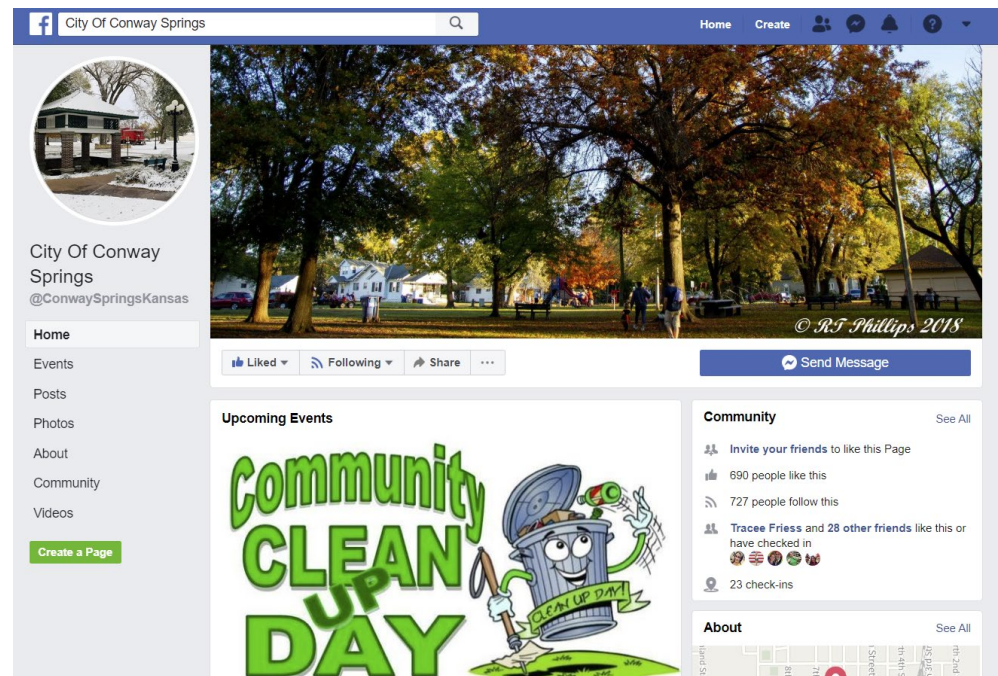 City Of Conway Springs
Home
Create
City Of Conway
Springs
@ConwaySpringsKansas
Home
Events
Posts
Photos
About
Community
Videos
Create a Page
© RT Phillips 2018
Liked
Following
Share
Send Message
Upcoming Events
Community
CLEAN
UP
DAY
CLEAN UP DAY!
Community
See All
Invite your friends to like this Page
690 people like this
727 people follow this
Tracee Friess and 28 other friends like this or
have checked in
23 check-ins
About
See All